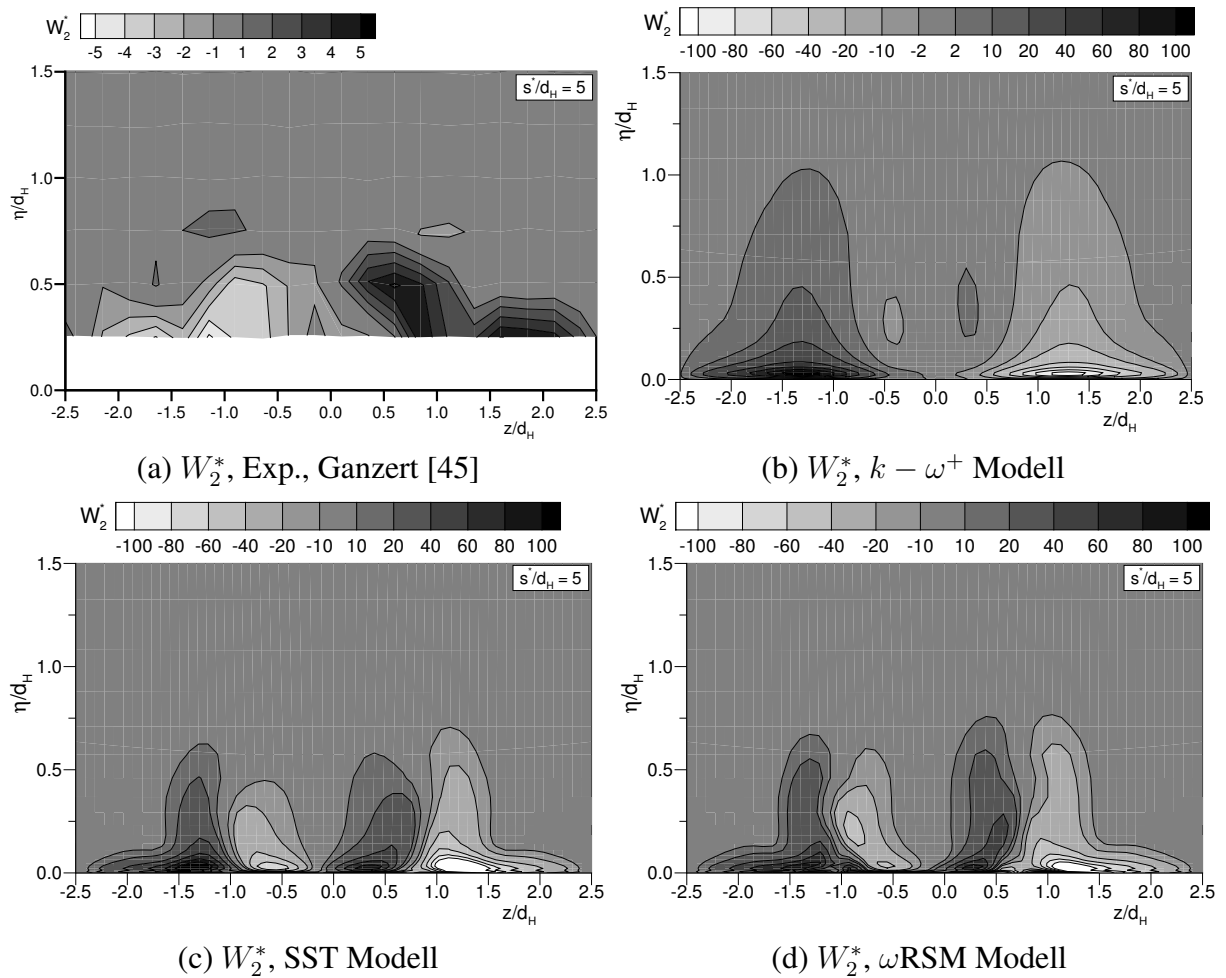 W*2
-5 -4 -3 -2 -1 1 2 3 4 5
s*/dH = 5
η/dH
1.5
1.0
0.5
0.0
-2.5 -2.0 -1.5 -1.0 -0.5 0.0 0.5 1.0 1.5 2.0 2.5
z/dH
(a) W2*, Exp., Ganzert [45]
W*2
-100 -80 -60 -40 -20 -10 -2 2 10 20 40 60 80 100
s*/dH = 5
η/dH
1.5
1.0
0.5
0.0
-2.5 -2.0 -1.5 -1.0 -0.5 0.0 0.5 1.0 1.5 2.0 2.5
z/dH
(b) W2*, k − ω+ Modell
W*2
-100 -80 -60 -40 -20 -10 10 20 40 60 80 100
s*/dH = 5
η/dH
1.5
1.0
0.5
0.0
-2.5 -2.0 -1.5 -1.0 -0.5 0.0 0.5 1.0 1.5 2.0 2.5
z/dH
(c) W2*, SST Modell
W*2
-100 -80 -60 -40 -20 -10 10 20 40 60 80 100
s*/dH = 5
η/dH
1.5
1.0
0.5
0.0
-2.5 -2.0 -1.5 -1.0 -0.5 0.0 0.5 1.0 1.5 2.0 2.5
z/dH
(d) W2*, ωRSM Modell